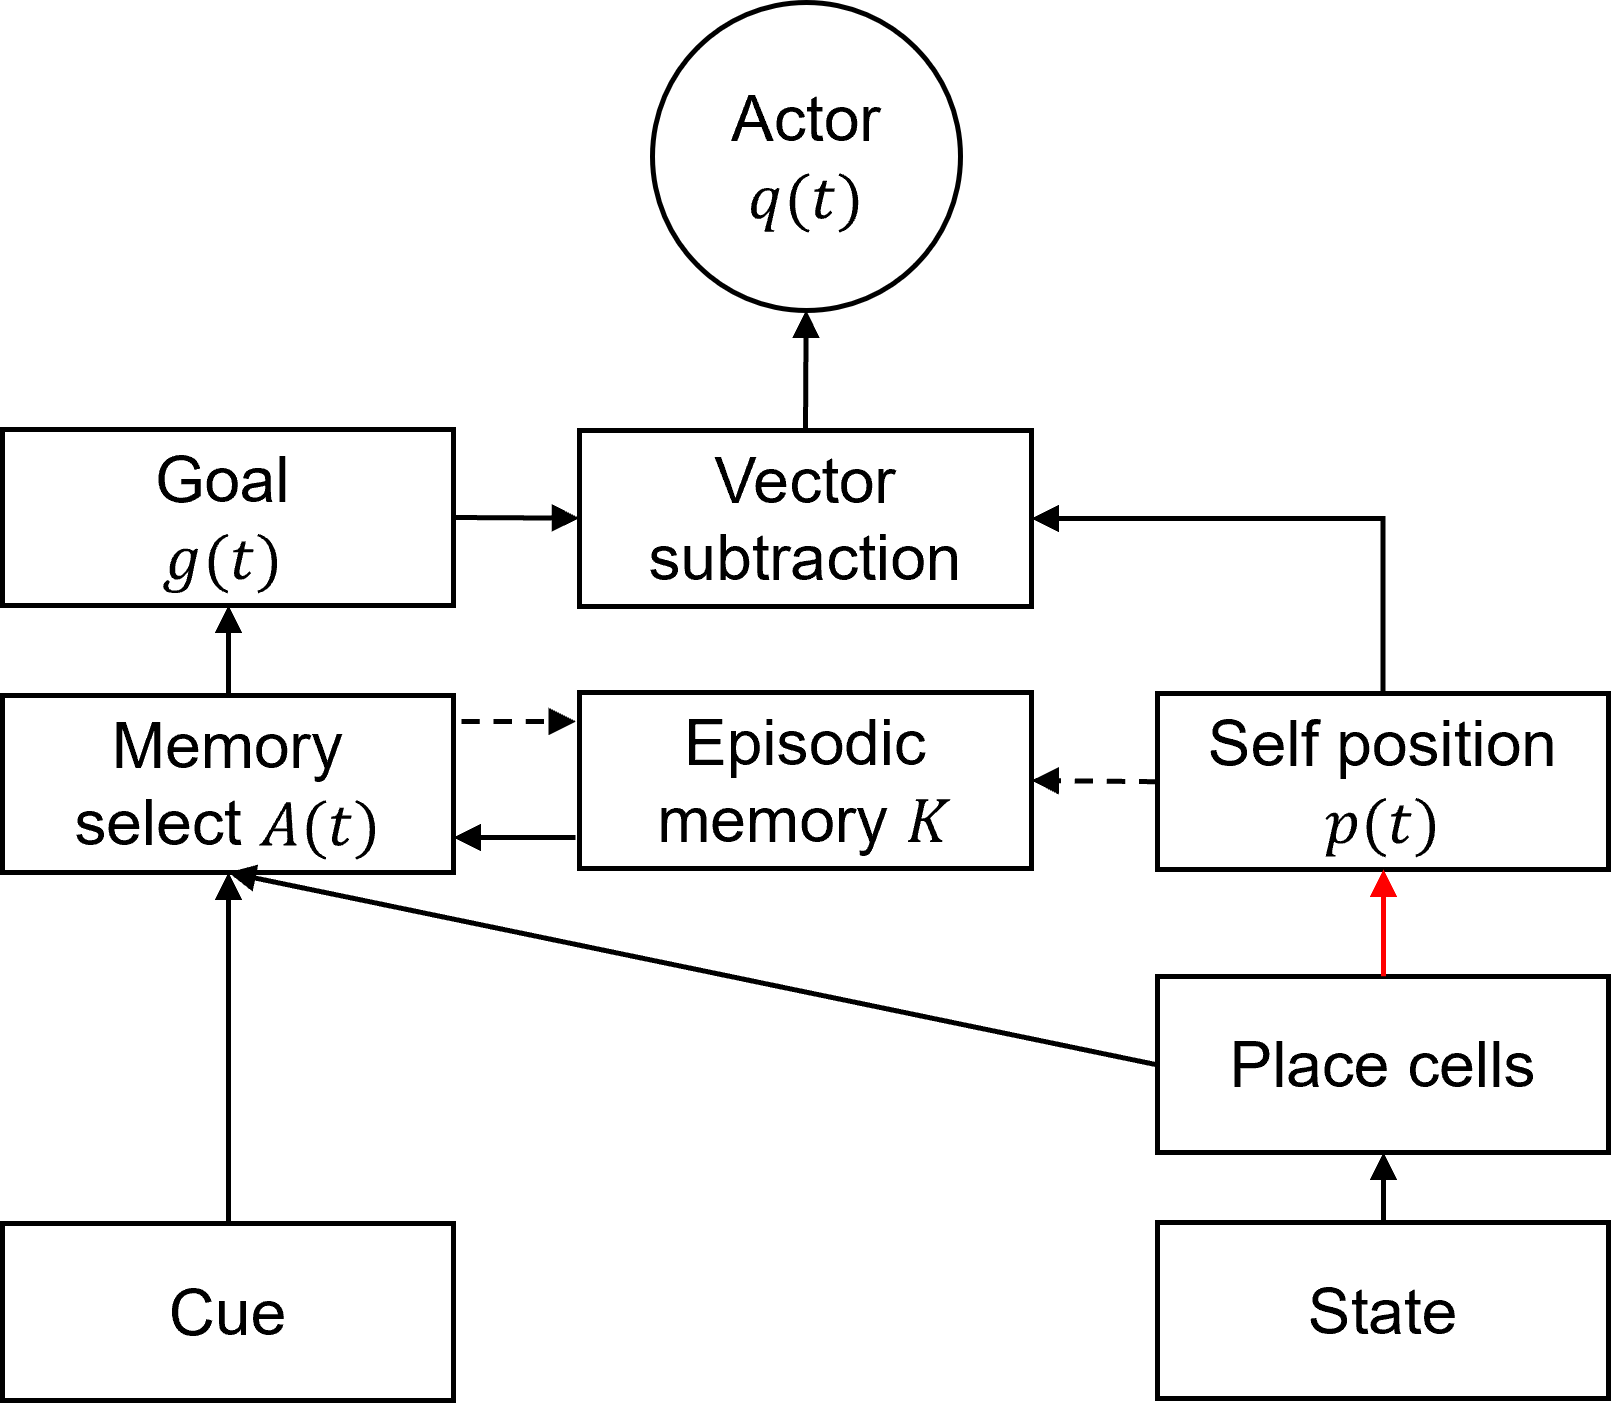 Actor
q(t)
Goal
g(t)
Vector
subtraction
Memory
select A(t)
Episodic
memory K
Self position
p(t)
Place cells
Cue
State